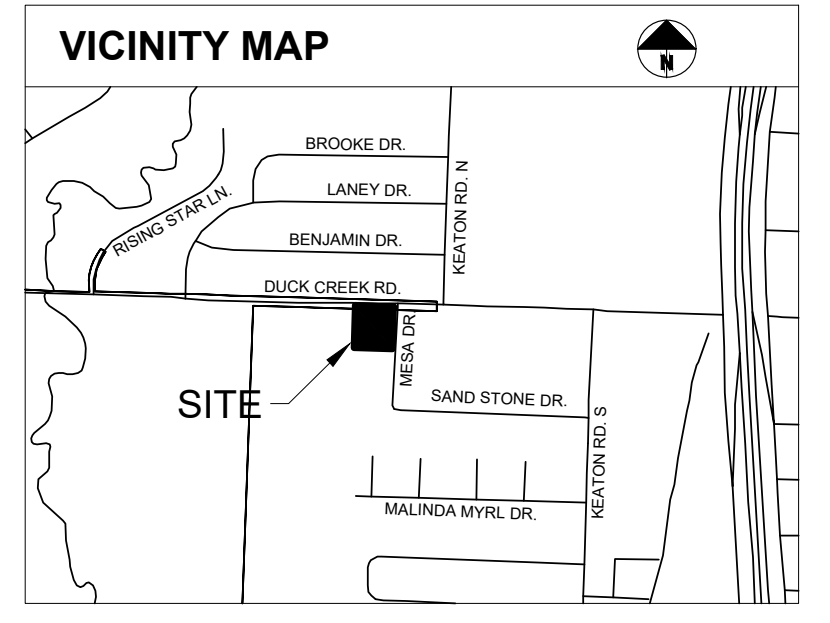 VICINITY MAP
N
BROOKE DR.
LANEY DR.
KEATON RD. N
RISING STAR LN.
BENJAMIN DR.
DUCK CREEK RD.
MESA DR.
SITE
SAND STONE DR.
KEATON RD. S
MALINDA MYRL DR.